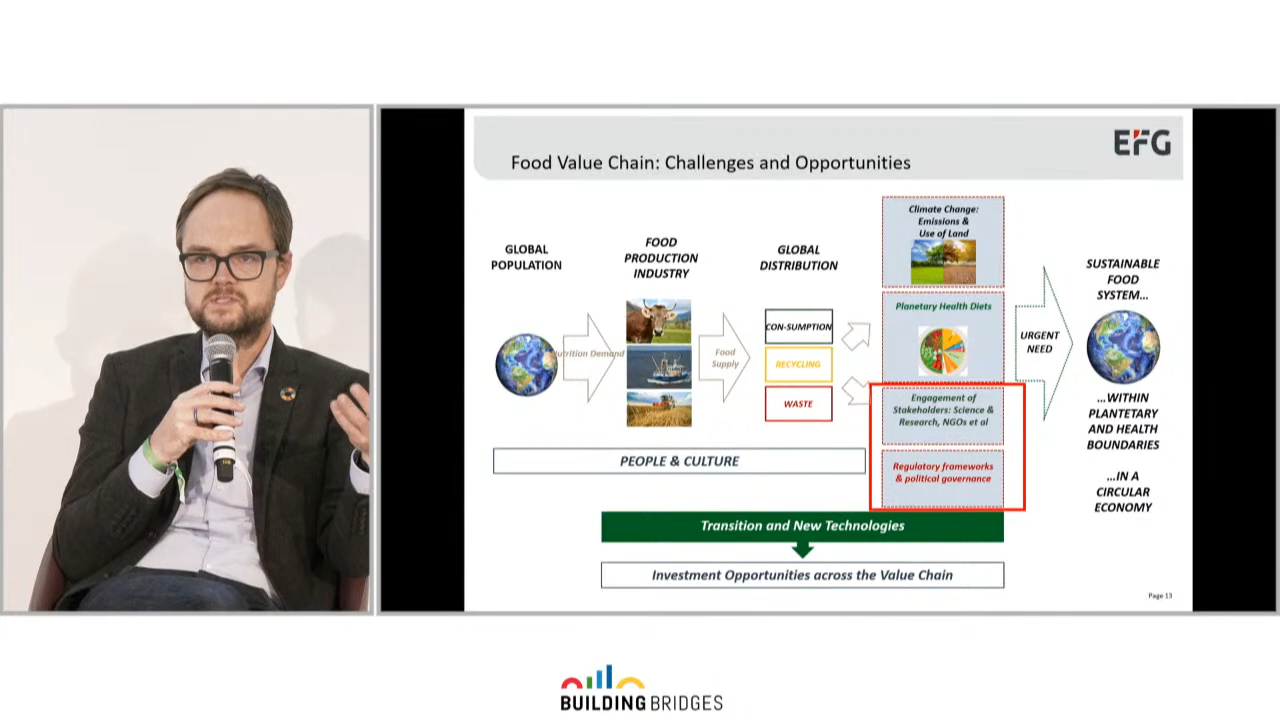 EFG
Food Value Chain: Challenges and Opportunities
GLOBAL
POPULATION
FOOD
PRODUCTION
INDUSTRY
GLOBAL
DISTRIBUTION
Climate Change:
Emissions &
Use of Land
Planetary Health Diets
Engagement of
Stakeholders: Science &
Research, NGOs et al
Regulatory frameworks
& political governance
SUSTAINABLE
FOOD
SYSTEM...
Nutrition Demand
Food
Supply
CON-SUMPTION
RECYCLING
WASTE
URGENT
NEED
...WITHIN
PLANTETARY
AND HEALTH
BOUNDARIES
...IN A
CIRCULAR
ECONOMY
PEOPLE & CULTURE
Transition and New Technologies
Investment Opportunities across the Value Chain
Page 13
BUILDING BRIDGES